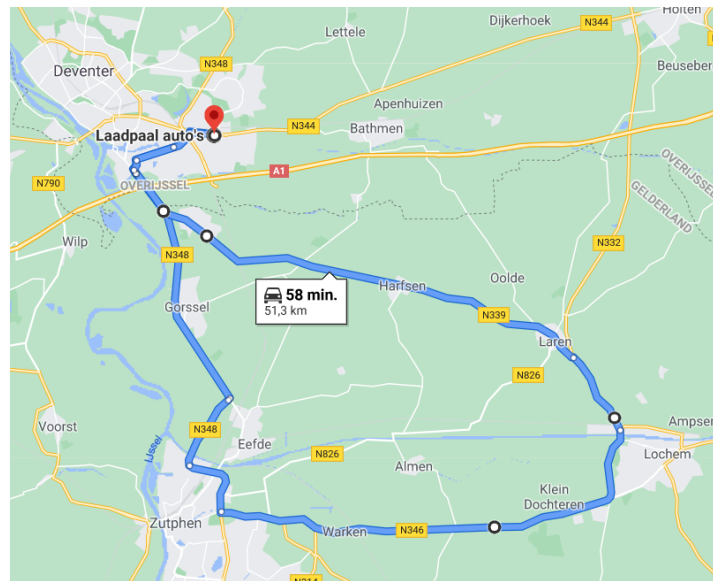 Holten
Dijkerhoek
N344
Lettele
Beuseberg
N348
Deventer
Apenhuizen
N344
Bathmen
Laadpaal auto's
OVERIJSSEL
A1
OVERIJSSEL
GELDERLAND
N790
Wilp
N348
N332
58 min.
51,3 km
Harfsen
Oolde
Gorssel
N339
Laren
N826
Voorst
IJssel
N348
Eefde
N826
Almen
Ampsen
Lochem
Klein
Dochteren
Zutphen
Warken
N346
N314